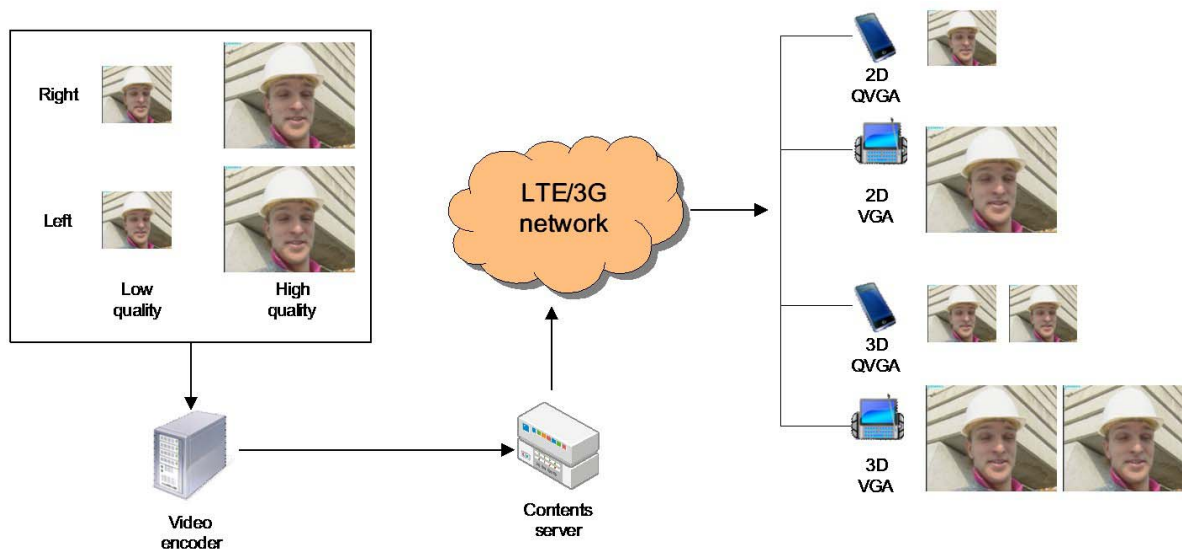 Right
Left
Low
quality
High
quality
Video
encoder
Contents
server
LTE/3G
network
2D
QVGA
2D
VGA
3D
QVGA
3D
VGA